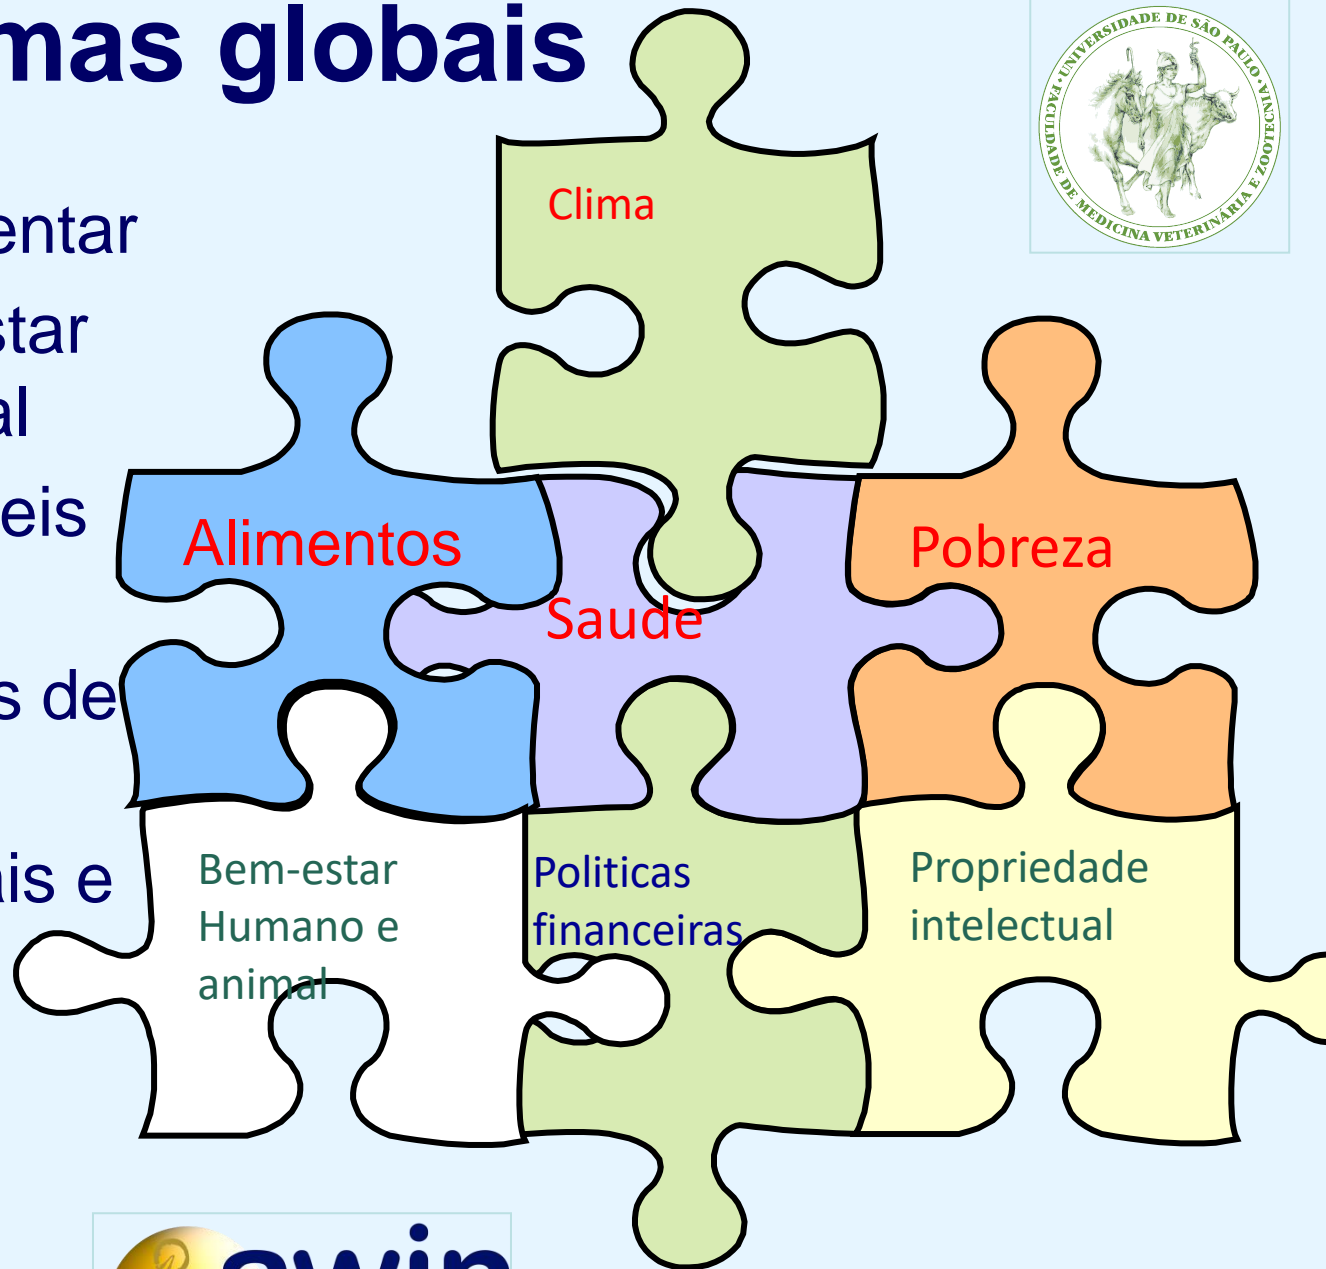 mas globais
UNIVERSIDADE DE SÃO PAULO
FACULDADE DE MEDICINA VETERINÁRIA E ZOOTECNIA
Clima
entar
star
al
eis
s de
ais e
Alimentos
Saude
Pobreza
Bem-estar
Humano e
animal
Politicas
financeiras
Propriedade
intelectual
awin